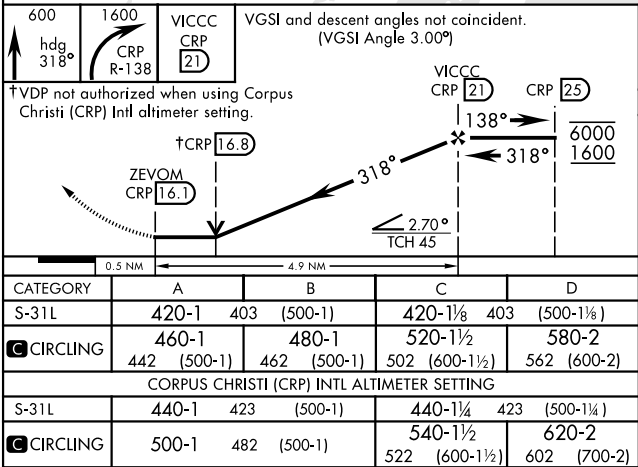 600
hdg
318°
1600
CRP
R-138
VICCC
CRP
21
VGSI and descent angles not coincident.
(VGSI Angle 3.00°)
†VDP not authorized when using Corpus
Christi (CRP) Intl altimeter setting.
VICCC
CRP 21
CRP 25
138°
6000
1600
318°
†CRP 16.8
318°
ZEVOM
CRP 16.1
2.70°
TCH 45
0.5 NM
4.9 NM
CATEGORY A B C D
S-31L 420-1 403 (500-1) 420-1⅛ 403 (500-1⅛)
C CIRCLING 460-1 480-1 520-1½ 580-2
442 (500-1) 462 (500-1) 502 (600-1½) 562 (600-2)
CORPUS CHRISTI (CRP) INTL ALTIMETER SETTING
S-31L 440-1 423 (500-1) 440-1¼ 423 (500-1¼)
C CIRCLING 500-1 482 (500-1) 540-1½ 620-2
522 (600-1½) 602 (700-2)